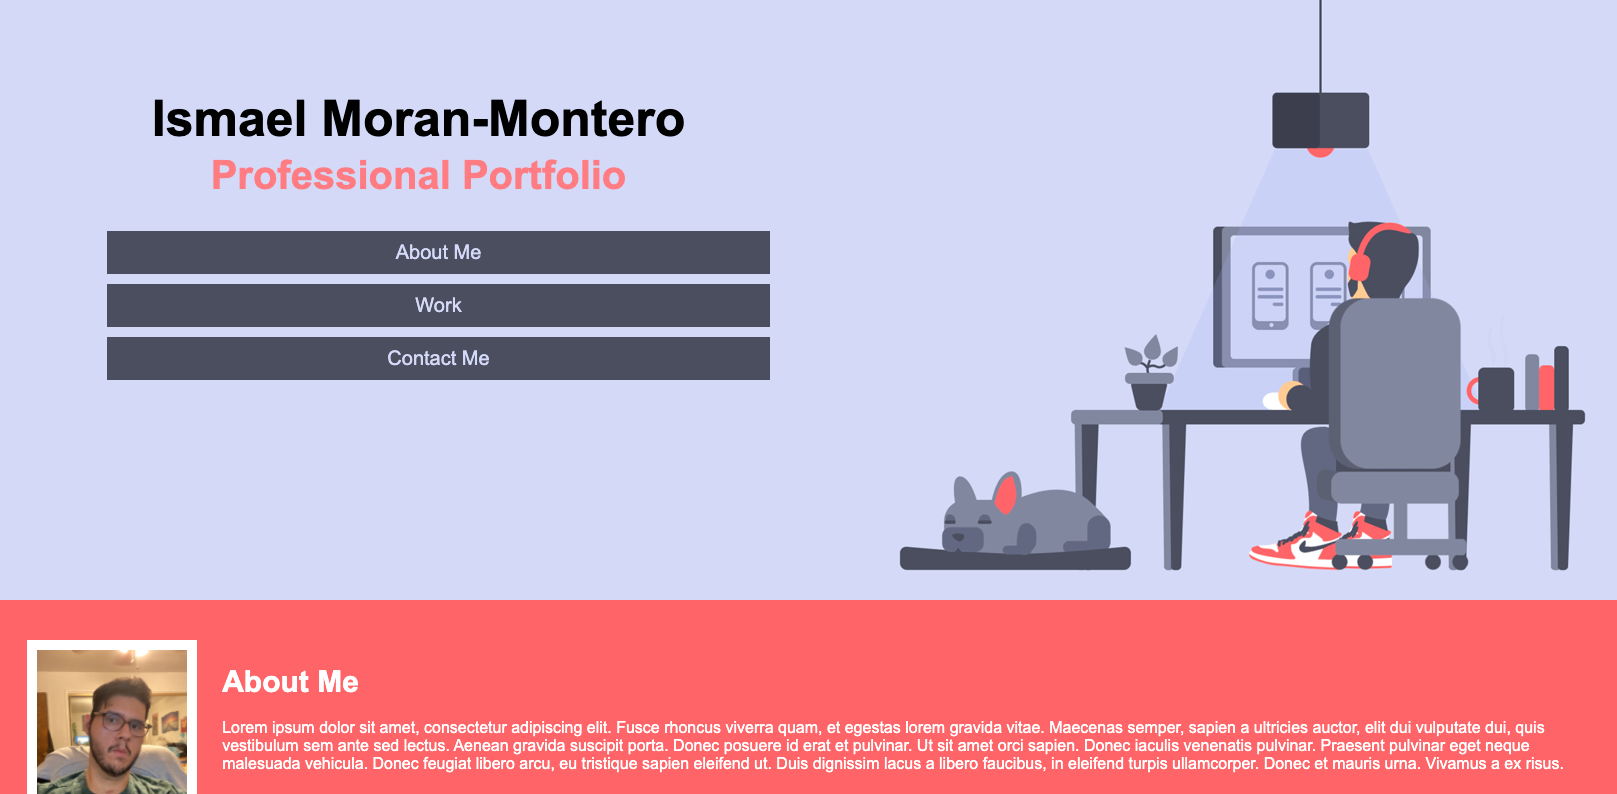 Ismael Moran-Montero
Professional Portfolio
About Me
Work
Contact Me
About Me
Lorem ipsum dolor sit amet, consectetur adipiscing elit. Fusce rhoncus viverra quam, et egestas lorem gravida vitae. Maecenas semper, sapien a ultricies auctor, elit dui vulputate dui, quis
vestibulum sem ante sed lectus. Aenean gravida suscipit porta. Donec posuere id erat et pulvinar. Ut sit amet orci sapien. Donec iaculis venenatis pulvinar. Praesent pulvinar eget neque
malesuada vehicula. Donec feugiat libero arcu, eu tristique sapien eleifend ut. Duis dignissim lacus a libero faucibus, in eleifend turpis ullamcorper. Donec et mauris urna. Vivamus a ex risus.